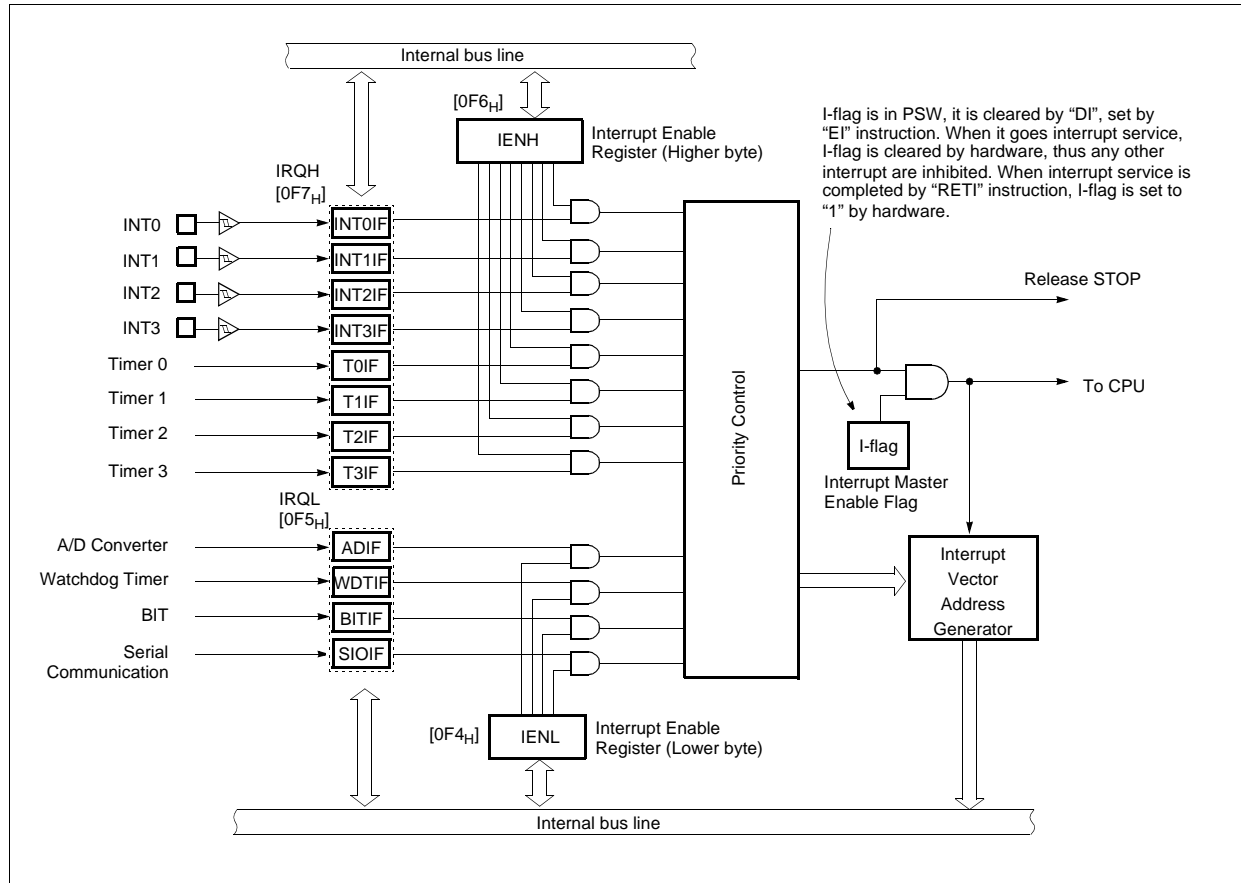 Internal bus line
[0F6H]
IENH
Interrupt Enable
Register (Higher byte)
I-flag is in PSW, it is cleared by “DI”, set by
“EI” instruction. When it goes interrupt service,
I-flag is cleared by hardware, thus any other
interrupt are inhibited. When interrupt service is
completed by “RETI” instruction, I-flag is set to
“1” by hardware.
IRQH
[0F7H]
INT0
INT0IF
INT1
INT1IF
INT2
INT2IF
INT3
INT3IF
Timer 0
T0IF
Timer 1
T1IF
Timer 2
T2IF
Timer 3
T3IF
Priority Control
Release STOP
To CPU
I-flag
Interrupt Master
Enable Flag
IRQL
[0F5H]
A/D Converter
ADIF
Watchdog Timer
WDTIF
BIT
BITIF
Serial
Communication
SIOIF
Interrupt
Vector
Address
Generator
[0F4H]
IENL
Interrupt Enable
Register (Lower byte)
Internal bus line